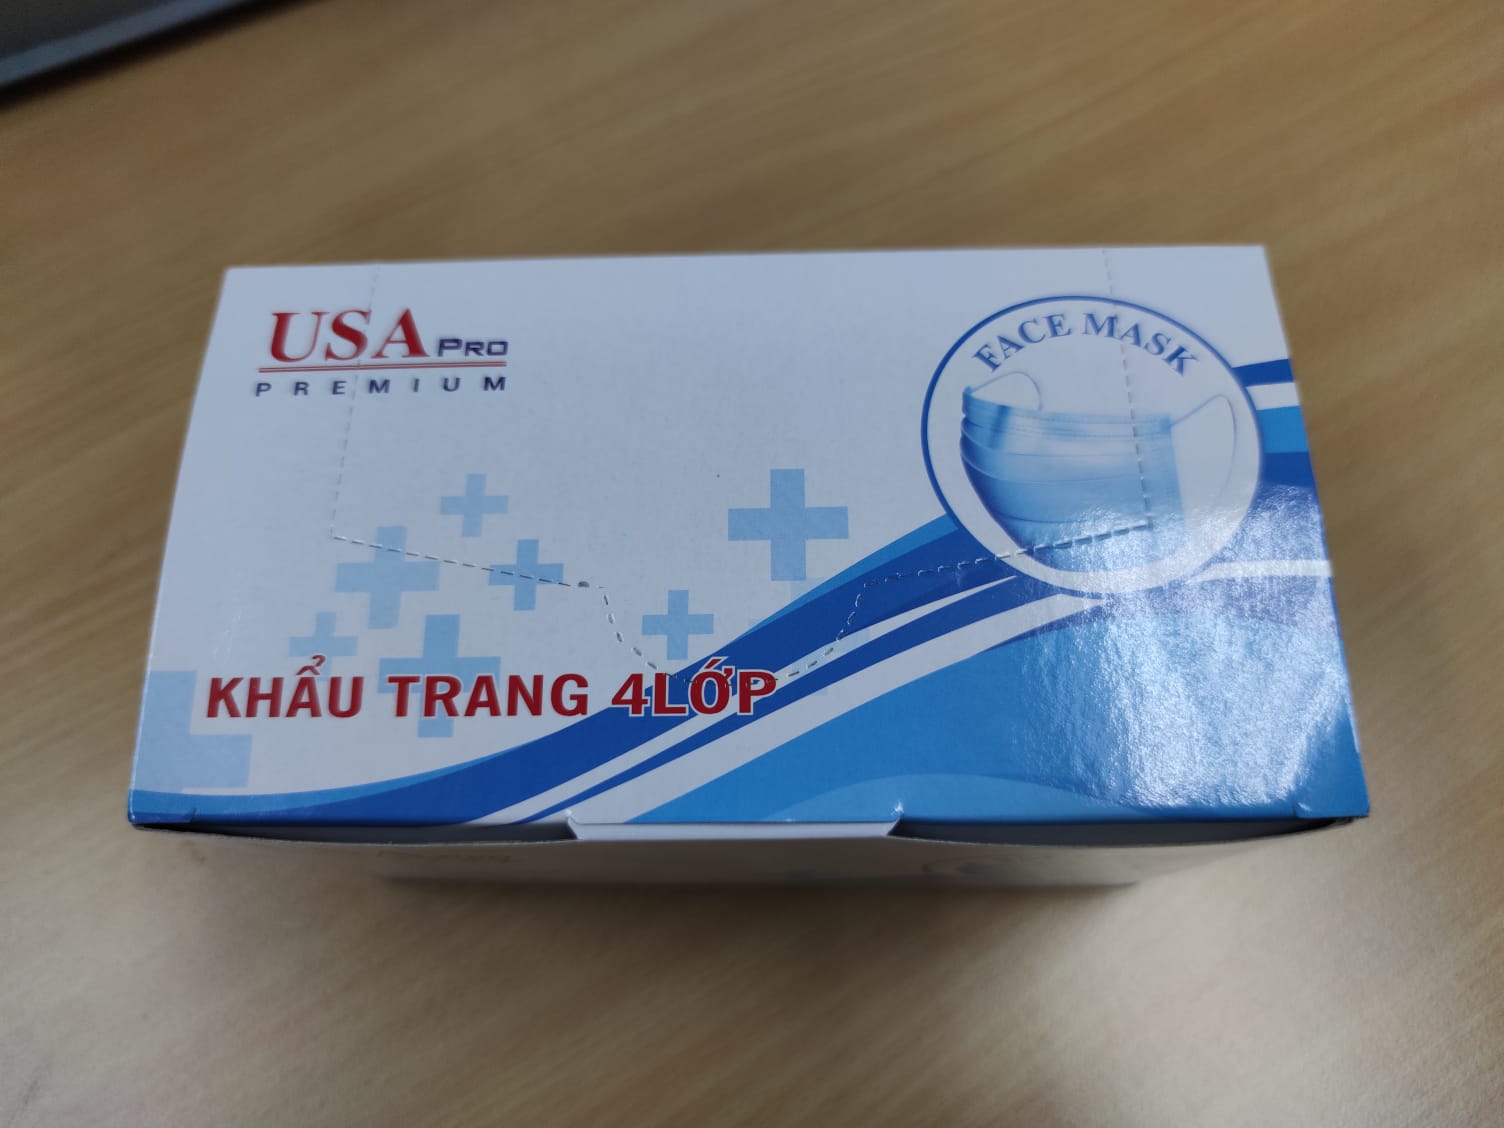 USA PRO
PREMIUM
FACE MASK
KHẨU TRANG 4LỚP